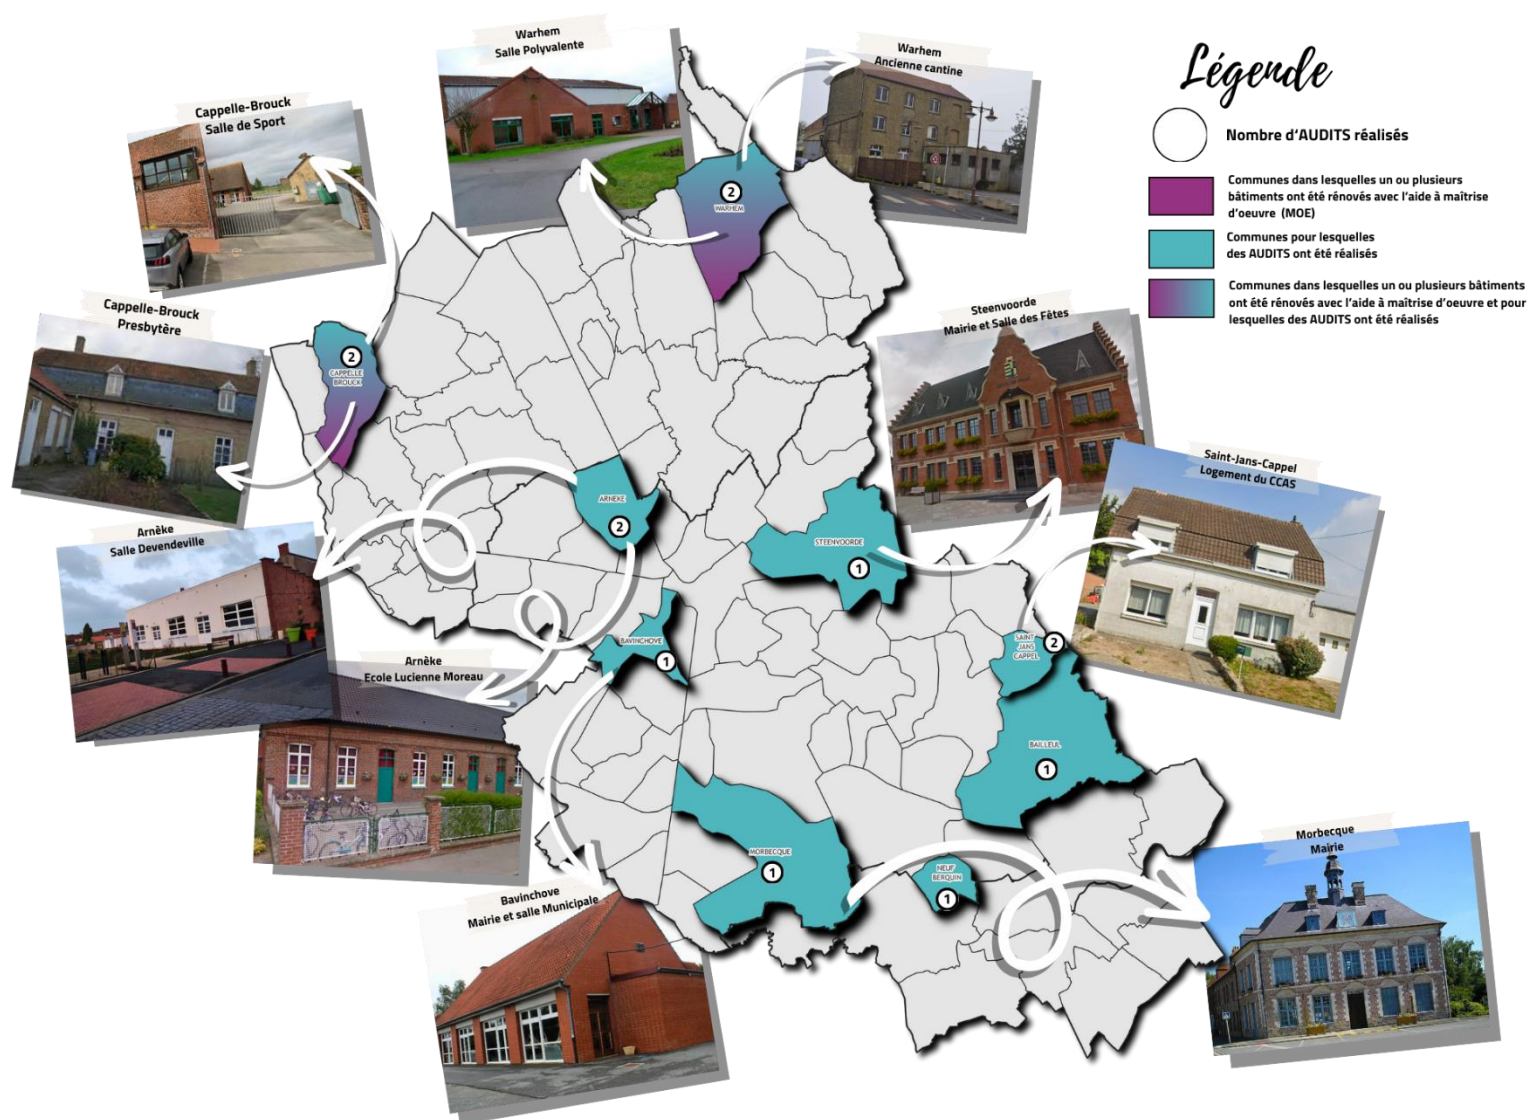 Légende
Nombre d'AUDITS réalisés
Communes dans lesquelles un ou plusieurs
bâtiments ont été rénovés avec l'aide à maîtrise
d'oeuvre (MOE)
Communes pour lesquelles
des AUDITS ont été réalisés
Communes dans lesquelles un ou plusieurs bâtiments
ont été rénovés avec l'aide à maîtrise d'oeuvre et pour
lesquelles des AUDITS ont été réalisés
Warhem
Salle Polyvalente
Warhem
Ancienne cantine
Cappelle-Brouck
Salle de Sport
Cappelle-Brouck
Presbytère
Steenvoorde
Mairie et Salle des Fêtes
Saint-Jans-Cappel
Logement du CCAS
Arnèke
Salle Devendeville
Arnèke
Ecole Lucienne Moreau
Bavinchove
Mairie et salle Municipale
Morbecque
Mairie
2
WARHEM
2
CAPPELLE
BROUCK
ARNEKE
2
STEENVOORDE
1
BAVINCHOVE
1
SAINT
JANS
CAPPEL
2
BAILLEUL
1
MORBECQUE
1
NEUF
BERQUIN
1